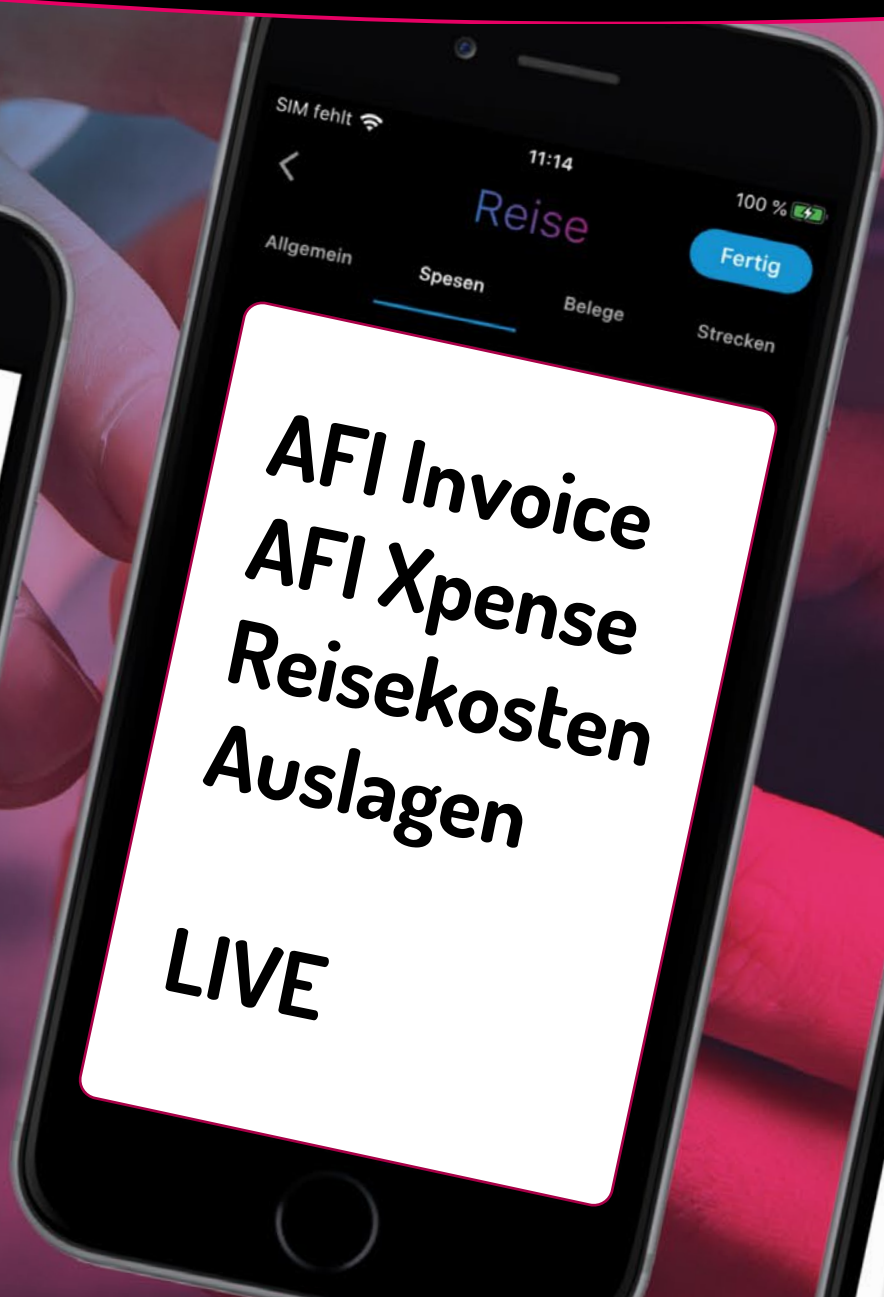 SIM fehlt
11:14
100 %
Reise
Fertig
Allgemein
Spesen
Belege
Strecken
AFI Invoice
AFI Xpense
Reisekosten
Auslagen
LIVE